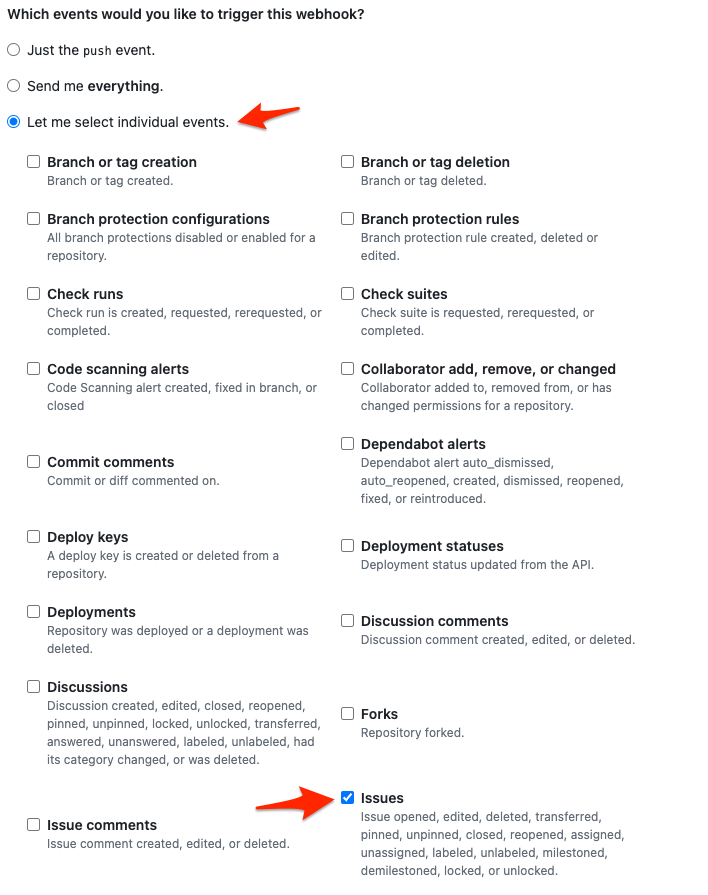 Which events would you like to trigger this webhook?
Just the push event.
Send me everything.
Let me select individual events.
Branch or tag creation
Branch or tag created.
Branch or tag deletion
Branch or tag deleted.
Branch protection configurations
All branch protections disabled or enabled for a
repository.
Branch protection rules
Branch protection rule created, deleted or
edited.
Check runs
Check run is created, requested, rerequested, or
completed.
Check suites
Check suite is requested, rerequested, or
completed.
Code scanning alerts
Code Scanning alert created, fixed in branch, or
closed
Collaborator add, remove, or changed
Collaborator added to, removed from, or has
changed permissions for a repository.
Commit comments
Commit or diff commented on.
Dependabot alerts
Dependabot alert auto_dismissed,
auto_reopened, created, dismissed, reopened,
fixed, or reintroduced.
Deploy keys
A deploy key is created or deleted from a
repository.
Deployment statuses
Deployment status updated from the API.
Deployments
Repository was deployed or a deployment was
deleted.
Discussion comments
Discussion comment created, edited, or deleted.
Discussions
Discussion created, edited, closed, reopened,
pinned, unpinned, locked, unlocked, transferred,
answered, unanswered, labeled, unlabeled, had
its category changed, or was deleted.
Forks
Repository forked.
Issue comments
Issue comment created, edited, or deleted.
Issues
Issue opened, edited, deleted, transferred,
pinned, unpinned, closed, reopened, assigned,
unassigned, labeled, unlabeled, milestoned,
demilestoned, locked, or unlocked.